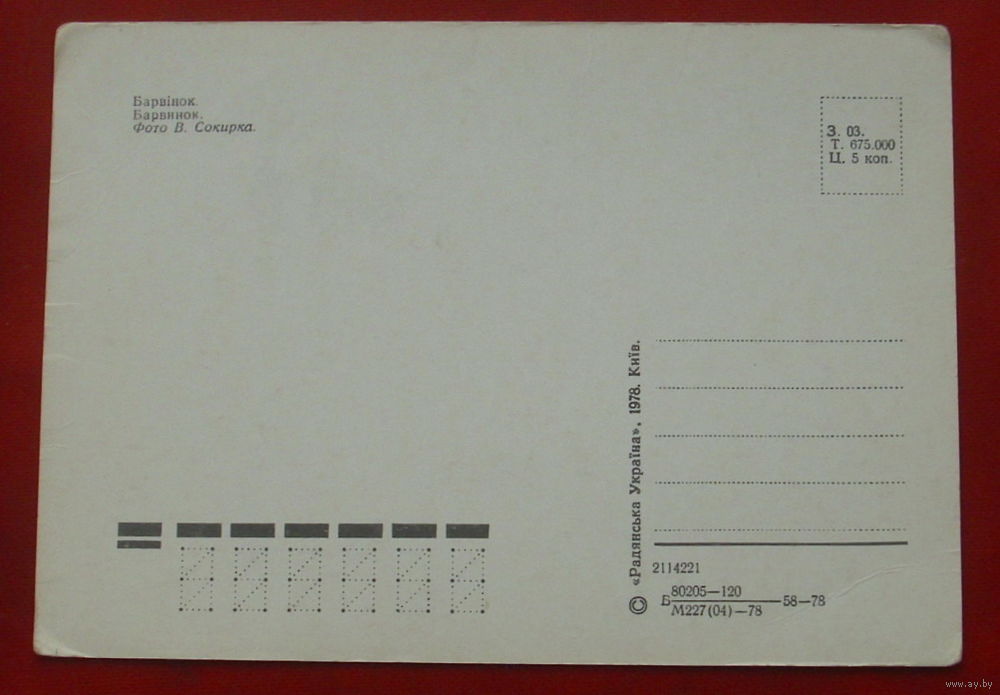 Барвінок.
Барвинок.
Фото В. Сокирка.
З. 03.
Т. 675.000
Ц. 5 коп.
© «Радянська Україна», 1978. Київ.
2114221
Б 80205—120 58—78
М227(04)—78
www.ay.by